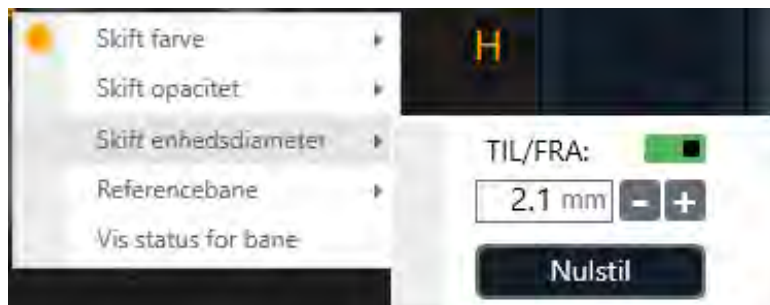 Skift farve
H
Skift opacitet
Skift enhedsdiameter
TIL/FRA:
Referencebane
2.1 mm - +
Vis status for bane
Nulstil